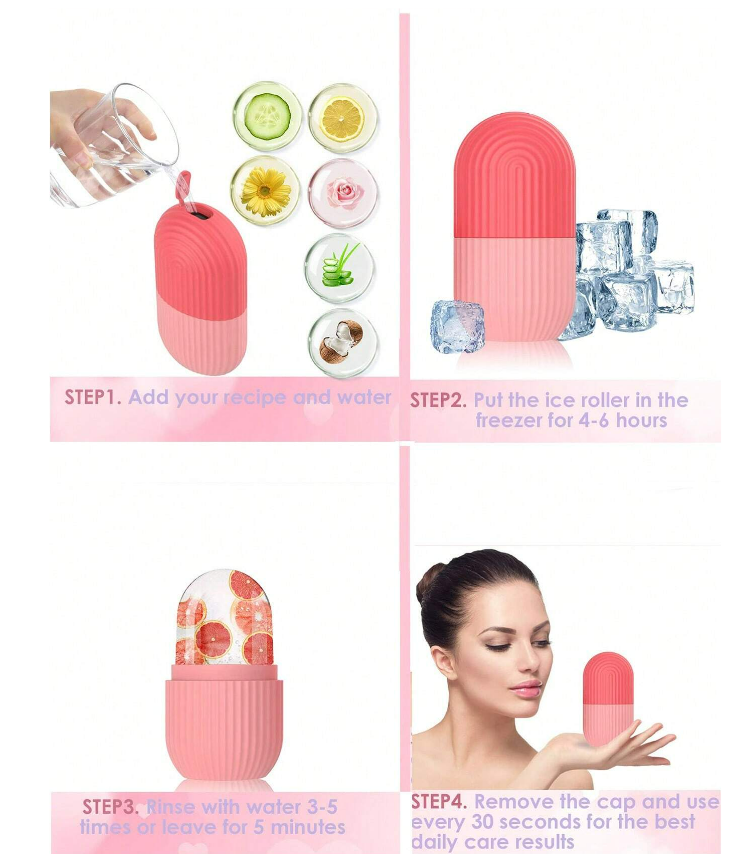 STEP1. Add your recipe and water
STEP2. Put the ice roller in the
freezer for 4-6 hours
STEP3. Rinse with water 3-5
times or leave for 5 minutes
STEP4. Remove the cap and use
every 30 seconds for the best
daily care results